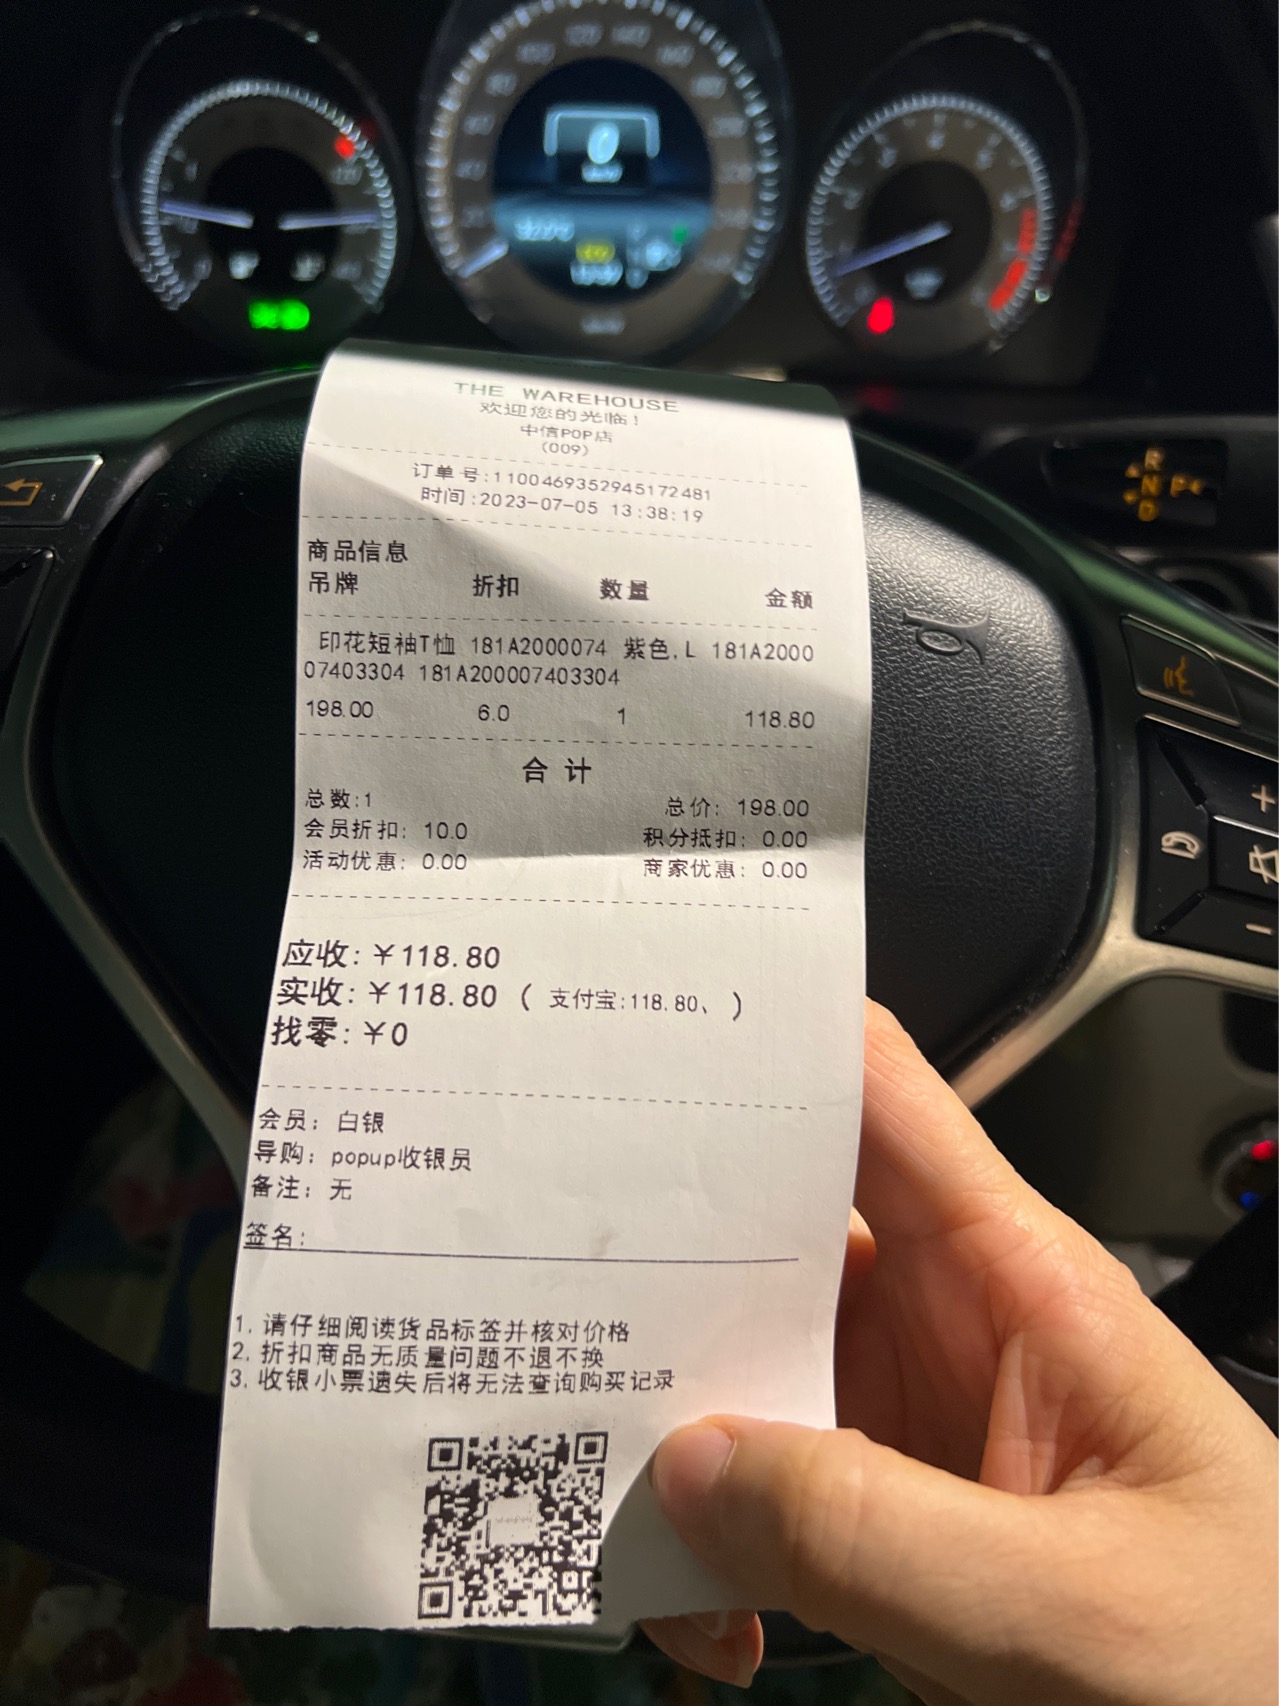 THE WAREHOUSE
欢迎您的光临!
中信POP店
(009)
订单号:1100469352945172481
时间:2023-07-05 13:38:19
商品信息
吊牌 折扣 数量 金额
印花短袖T恤 181A2000074 紫色,L 181A2000
07403304 181A200007403304
198.00 6.0 1 118.80
合计
总数:1 总价: 198.00
会员折扣: 10.0 积分抵扣: 0.00
活动优惠: 0.00 商家优惠: 0.00
应收:￥118.80
实收:￥118.80 ( 支付宝:118.80、 )
找零:￥0
会员: 白银
导购: popup收银员
备注: 无
签名:
1. 请仔细阅读货品标签并核对价格
2. 折扣商品无质量问题不退不换
3. 收银小票遗失后将无法查询购买记录
R
N P
D